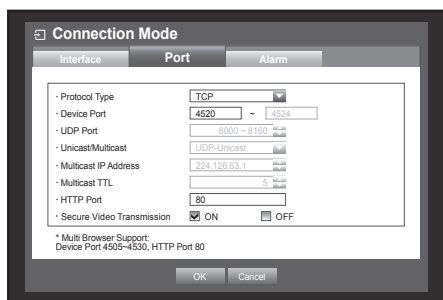 Connection Mode
Interface Port Alarm
· Protocol Type TCP
· Device Port 4520 ~ 4524
· UDP Port 8000 ~ 8160
· Unicast/Multicast UDP-Unicast
· Multicast IP Address 224.126.63.1
· Multicast TTL 5
· HTTP Port 80
· Secure Video Transmission ON OFF
* Multi Browser Support:
Device Port 4505~4530, HTTP Port 80
OK Cancel